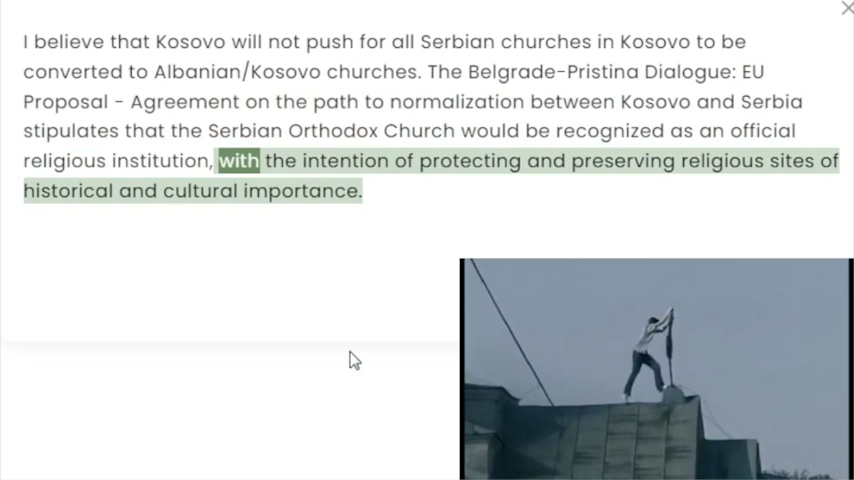 I believe that Kosovo will not push for all Serbian churches in Kosovo to be
converted to Albanian/Kosovo churches. The Belgrade-Pristina Dialogue: EU
Proposal - Agreement on the path to normalization between Kosovo and Serbia
stipulates that the Serbian Orthodox Church would be recognized as an official
religious institution, with the intention of protecting and preserving religious sites of
historical and cultural importance.